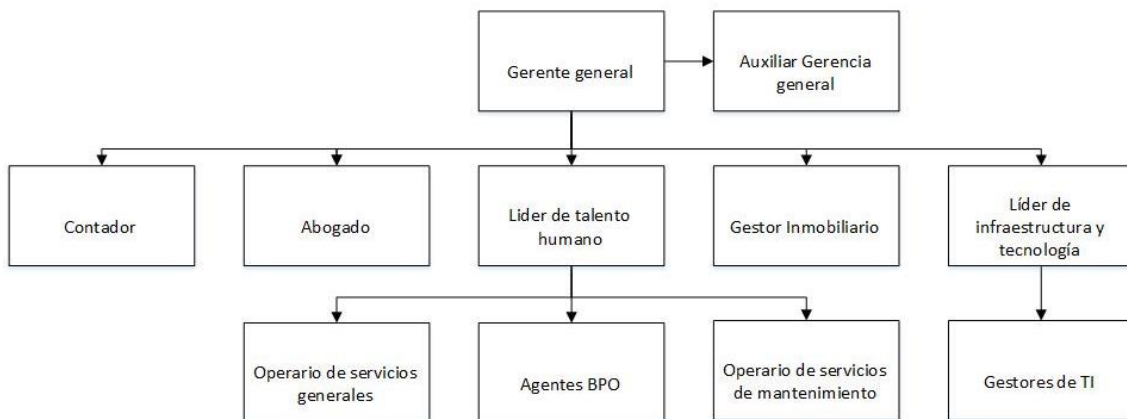 Gerente general
Auxiliar Gerencia
general
Contador
Abogado
Lider de talento
humano
Gestor Inmobiliario
Líder de
infraestructura y
tecnología
Operario de servicios
generales
Agentes BPO
Operario de servicios
de mantenimiento
Gestores de TI